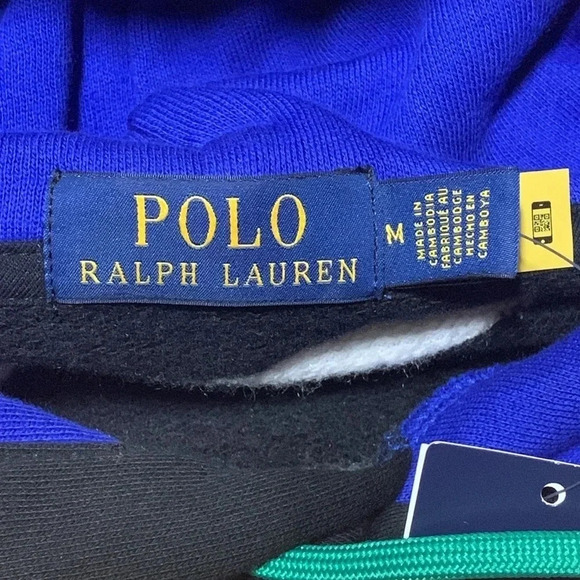 POLO
RALPH LAUREN
M
MADE IN
CAMBODIA
FABRIQUÉ AU
CAMBODGE
HECHO EN
CAMBOYA